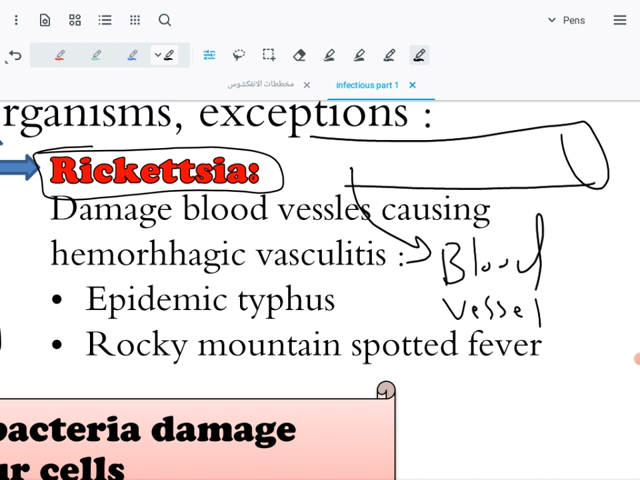 Pens
مخططات الانفكشوس
infectious part 1
rganisms, exceptions :
Rickettsia:
Damage blood vessles causing
hemorhhagic vasculitis :
Blood
vessel
• Epidemic typhus
• Rocky mountain spotted fever
bacteria damage
ur cells